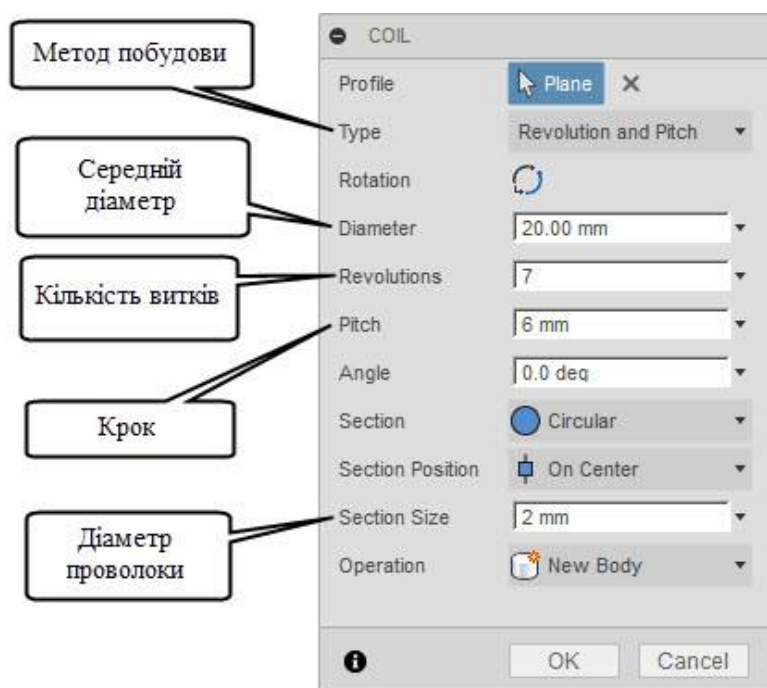 COIL
Метод побудови
Profile Plane
Type Revolution and Pitch
Середній
діаметр
Rotation
Diameter 20.00 mm
Кількість витків
Revolutions 7
Pitch 6 mm
Angle 0.0 deg
Крок
Section Circular
Section Position On Center
Діаметр
проволоки
Section Size 2 mm
Operation New Body
OK Cancel